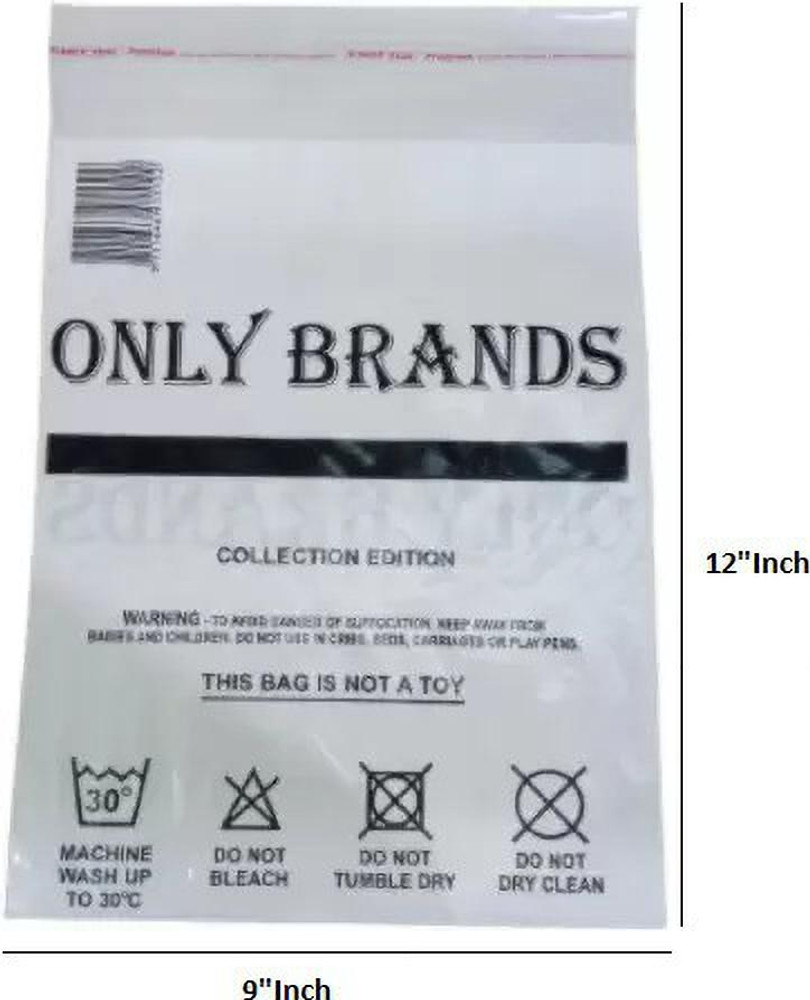 ONLY BRANDS
COLLECTION EDITION
WARNING - TO AVOID DANGER OF SUFFOCATION, KEEP AWAY FROM
BABIES AND CHILDREN. DO NOT USE IN CRIBS, BEDS, CARRIAGES OR PLAY PENS.
THIS BAG IS NOT A TOY
30°
MACHINE
WASH UP
TO 30°C
DO NOT
BLEACH
DO NOT
TUMBLE DRY
DO NOT
DRY CLEAN
12"Inch
9"Inch